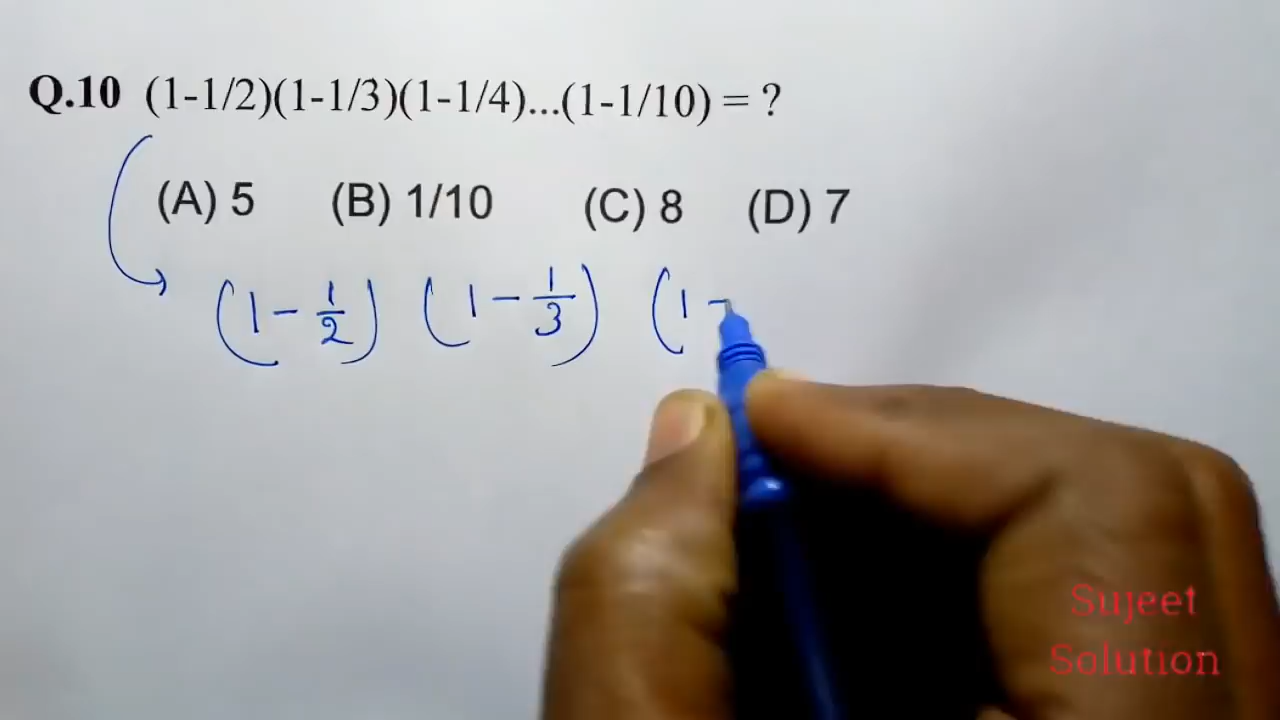 Q.10 (1-1/2)(1-1/3)(1-1/4)...(1-1/10) = ?
(A) 5 (B) 1/10 (C) 8 (D) 7
(1 - 1/2) (1 - 1/3) (1 -
Sujeet
Solution